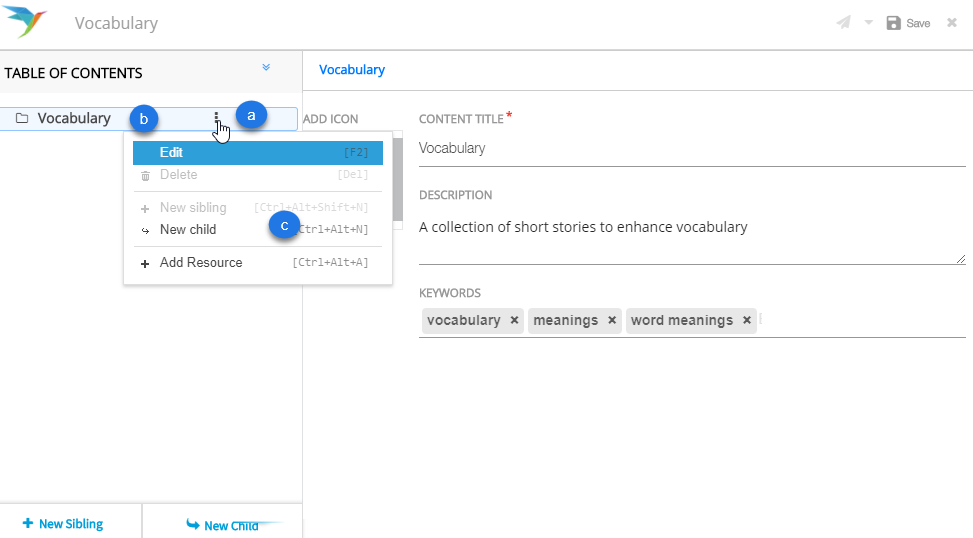 Vocabulary
Save
TABLE OF CONTENTS
Vocabulary
Vocabulary
b
a
ADD ICON
CONTENT TITLE*
Vocabulary
Edit [F2]
Delete [Del]
New sibling [Ctrl+Alt+Shift+N]
New child c Ctrl+Alt+N]
Add Resource [Ctrl+Alt+A]
DESCRIPTION
A collection of short stories to enhance vocabulary
KEYWORDS
vocabulary × meanings × word meanings ×
+ New Sibling
New Child